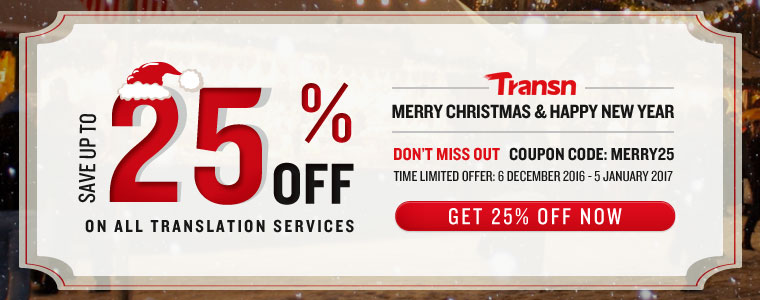 SAVE UP TO
25% OFF
ON ALL TRANSLATION SERVICES
Transn
MERRY CHRISTMAS & HAPPY NEW YEAR
DON'T MISS OUT COUPON CODE: MERRY25
TIME LIMITED OFFER: 6 DECEMBER 2016 - 5 JANUARY 2017
GET 25% OFF NOW